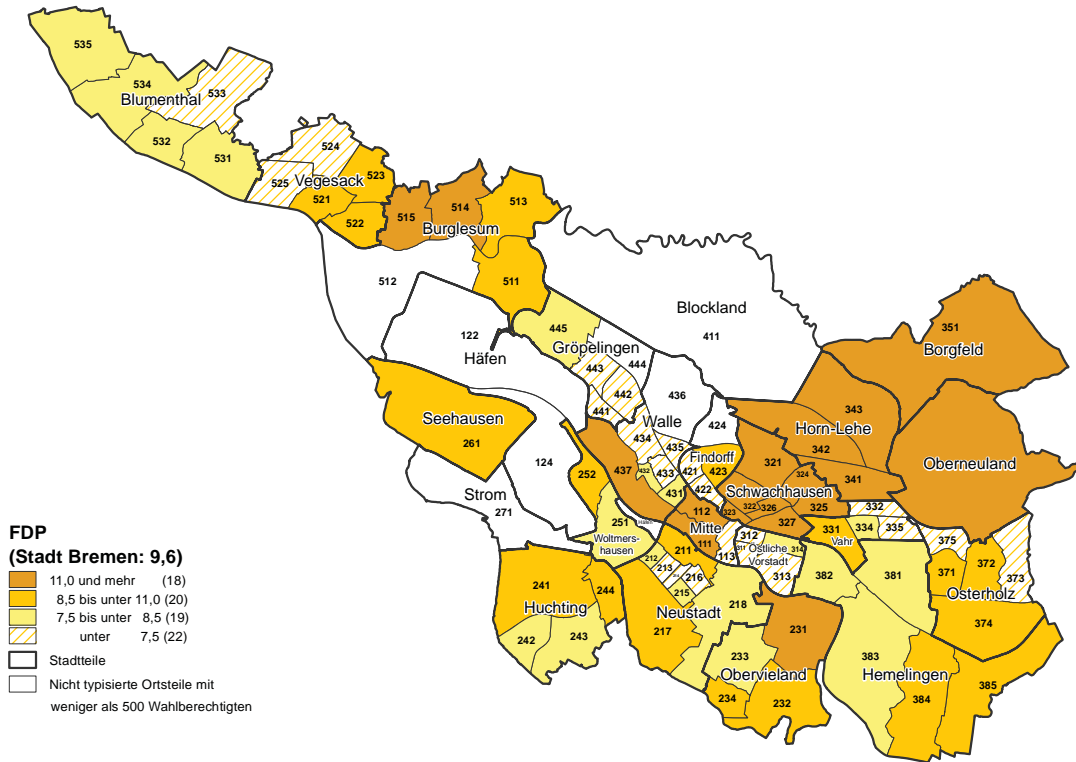 535
534
533
Blumenthal
532
531
524
525
Vegesack
523
521
522
515
514
513
Burglesum
512
511
Blockland
411
122
Häfen
445
Gröpelingen
443
444
442
441
436
351
Borgfeld
343
Horn-Lehe
342
341
Oberneuland
Seehausen
261
Walle
424
434
435
Findorff
423
421
422
433
432
431
437
321
324
Schwachhausen
322
326
325
323
327
124
252
Strom
271
251
Woltmers-
hausen
Häfen
112
Mitte
111
113
312
311
Östliche
Vorstadt
314
313
332
331
334
335
Vahr
375
371
372
373
Osterholz
374
382
381
241
Huchting
244
242
243
212
211
213
216
215
Neustadt
217
218
231
233
Obervieland
234
232
383
Hemelingen
384
385
FDP
(Stadt Bremen: 9,6)
11,0 und mehr (18)
8,5 bis unter 11,0 (20)
7,5 bis unter 8,5 (19)
unter 7,5 (22)
Stadtteile
Nicht typisierte Ortsteile mit
weniger als 500 Wahlberechtigten